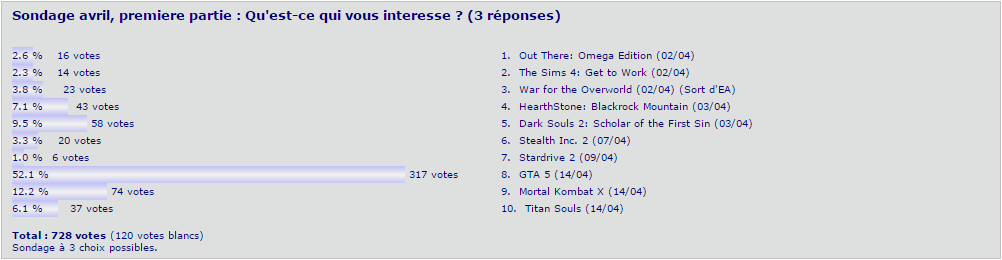 Sondage avril, premiere partie : Qu'est-ce qui vous interesse ? (3 réponses)
2.6 % 16 votes 1. Out There: Omega Edition (02/04)
2.3 % 14 votes 2. The Sims 4: Get to Work (02/04)
3.8 % 23 votes 3. War for the Overworld (02/04) (Sort d'EA)
7.1 % 43 votes 4. HearthStone: Blackrock Mountain (03/04)
9.5 % 58 votes 5. Dark Souls 2: Scholar of the First Sin (03/04)
3.3 % 20 votes 6. Stealth Inc. 2 (07/04)
1.0 % 6 votes 7. Stardrive 2 (09/04)
52.1 % 317 votes 8. GTA 5 (14/04)
12.2 % 74 votes 9. Mortal Kombat X (14/04)
6.1 % 37 votes 10. Titan Souls (14/04)
Total : 728 votes (120 votes blancs)
Sondage à 3 choix possibles.